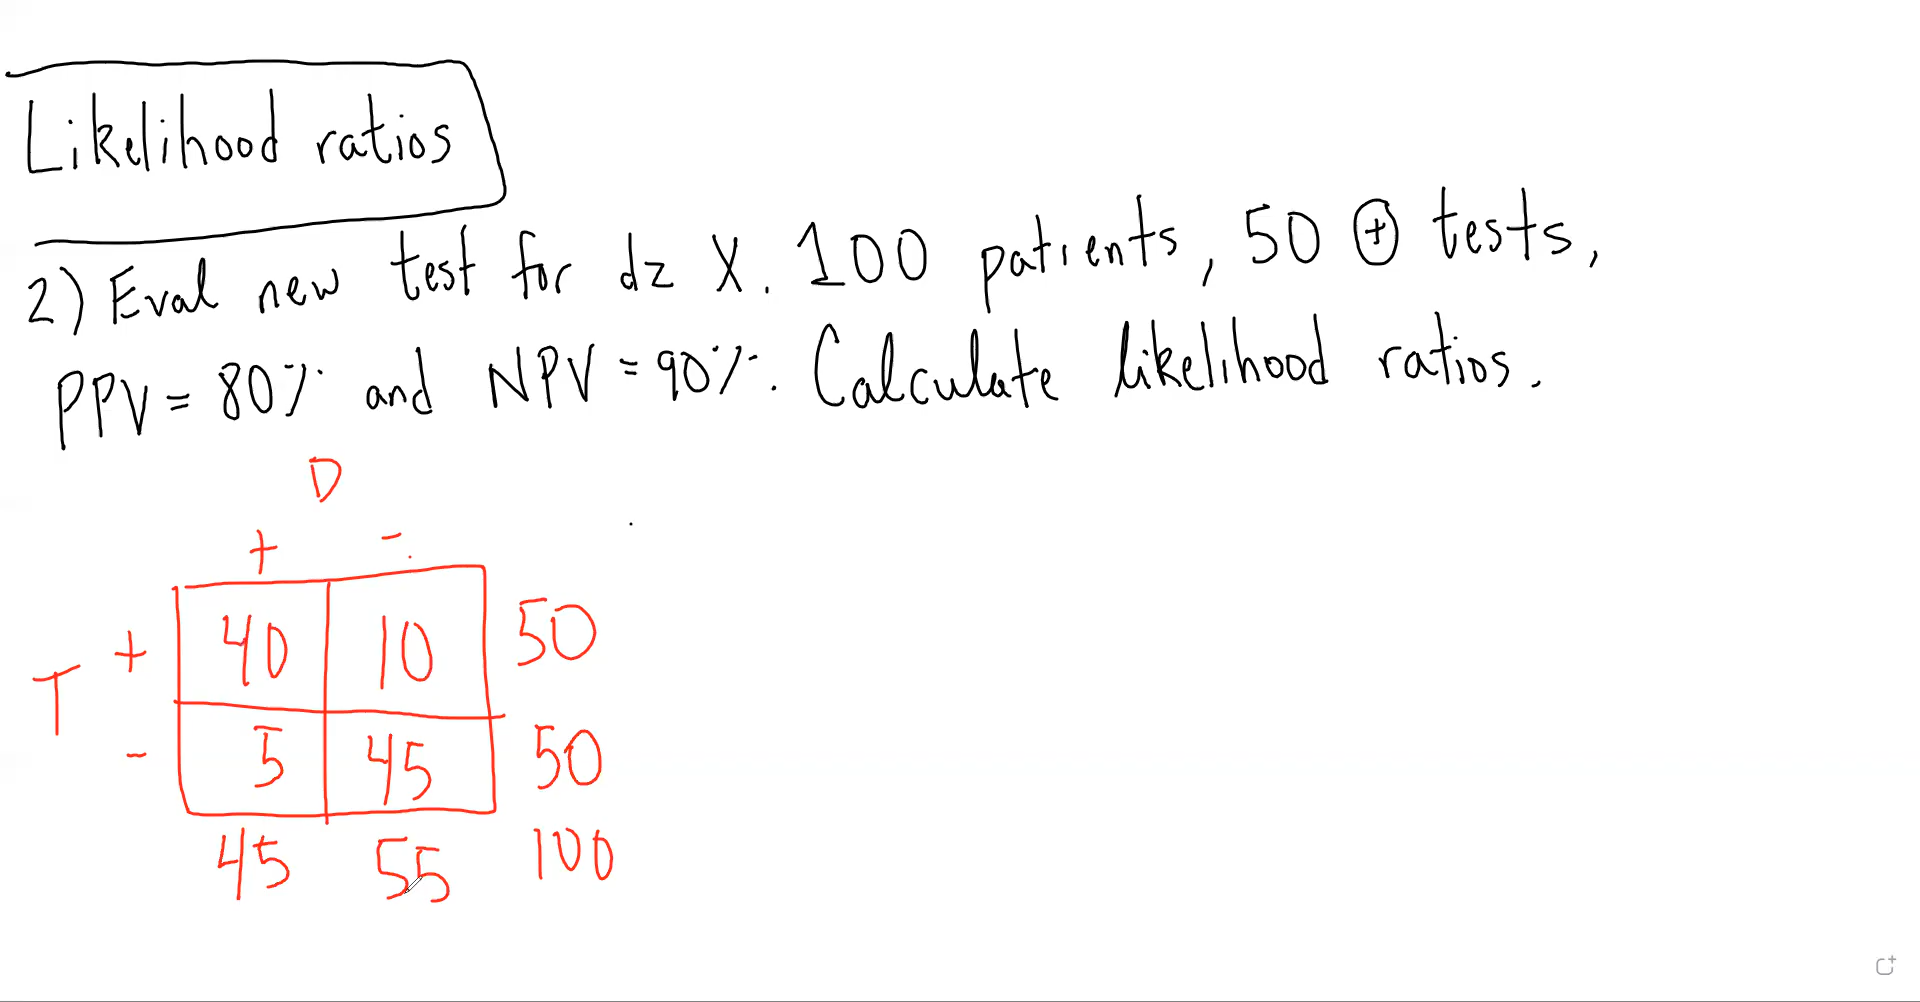 Likelihood ratios
2) Eval new test for dz X. 100 patients, 50 ⊕ tests,
PPV = 80% and NPV = 90%. Calculate likelihood ratios.
D
+ -
+ 40 10 50
T
- 5 45 50
45 55 100